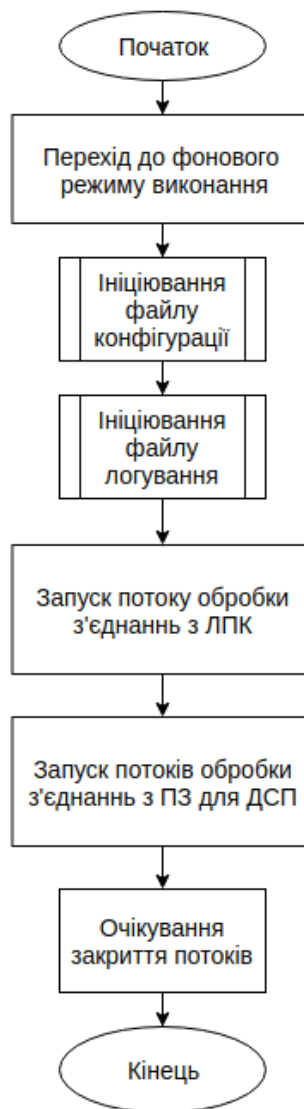 Початок
Перехід до фонового
режиму виконання
Ініціювання
файлу
конфігурації
Ініціювання
файлу
логування
Запуск потоку обробки
з'єднаннь з ЛПК
Запуск потоків обробки
з'єднаннь з ПЗ для ДСП
Очікування
закриття потоків
Кінець